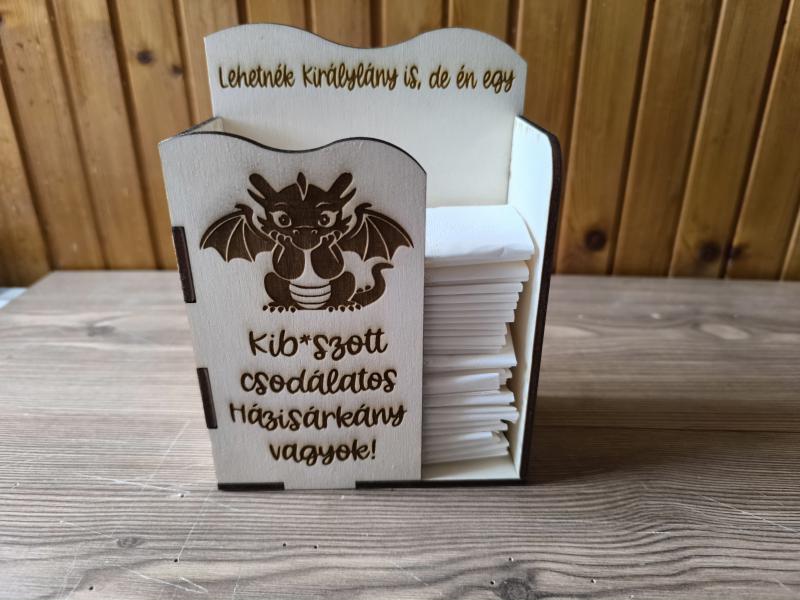 Lehetnék Királylány is, de én egy
Kib*szott
csodálatos
Házisárkány
vagyok!